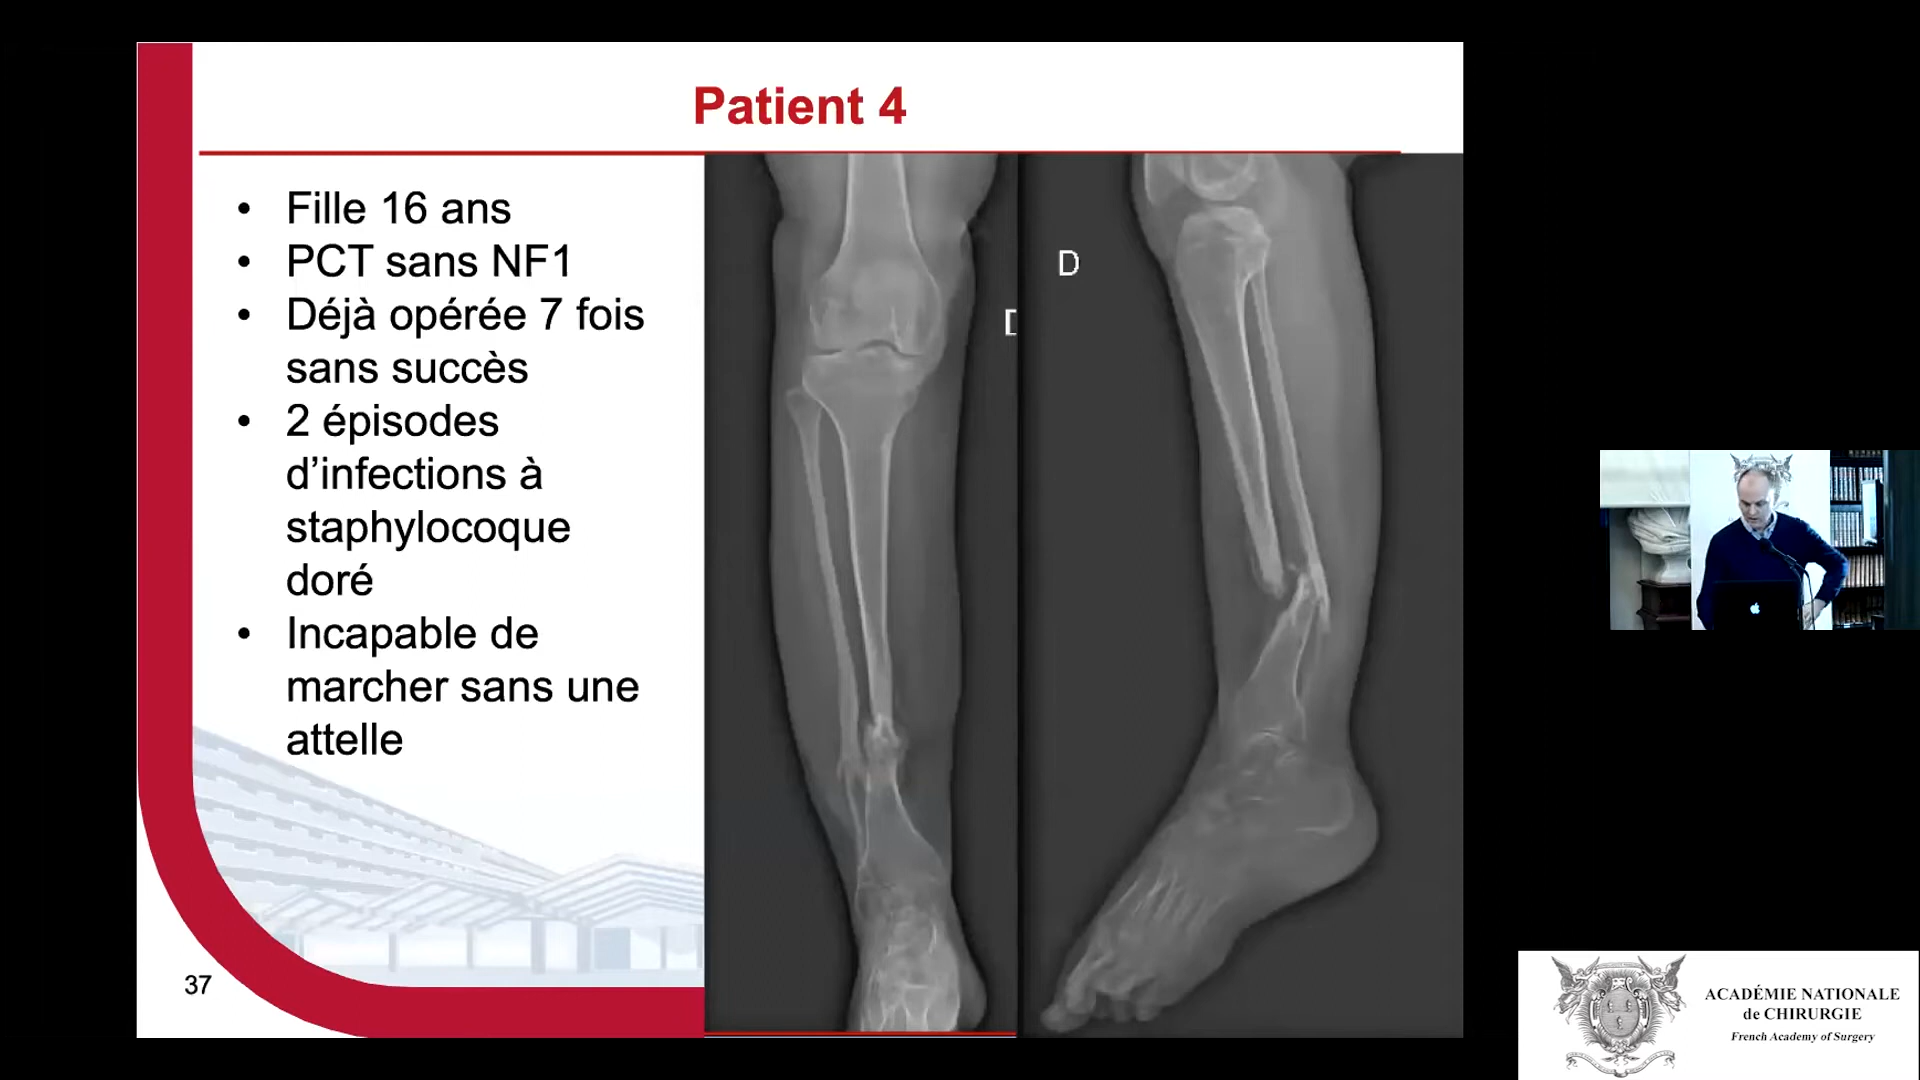 Patient 4
• Fille 16 ans
• PCT sans NF1
• Déjà opérée 7 fois
sans succès
• 2 épisodes
d’infections à
staphylocoque
doré
• Incapable de
marcher sans une
attelle
D
D
37
ACADÉMIE NATIONALE
de CHIRURGIE
French Academy of Surgery